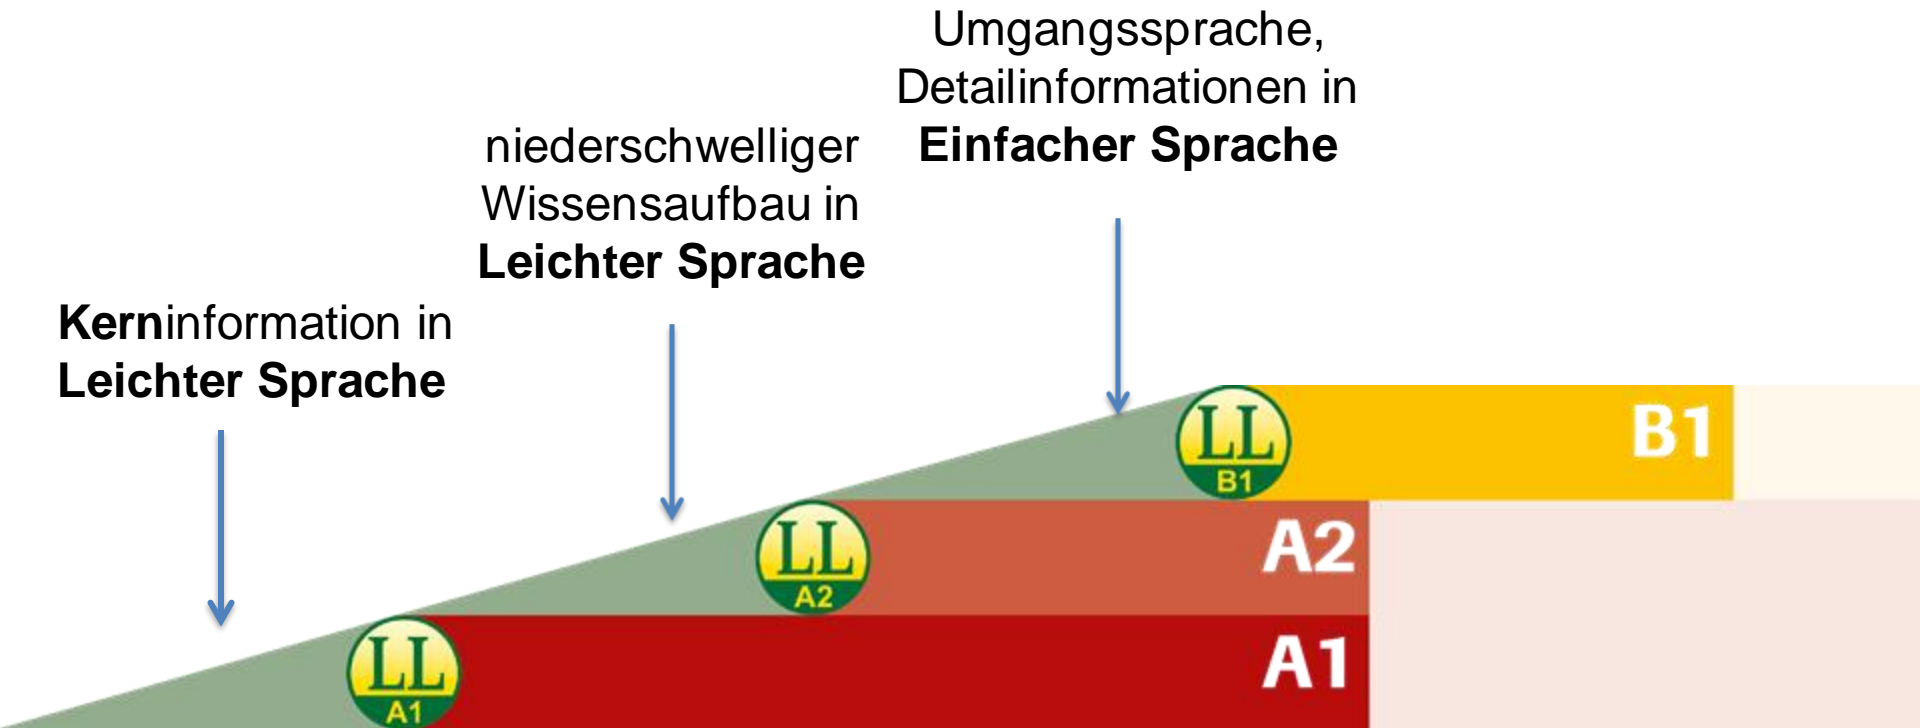 Umgangssprache,
Detailinformationen in
Einfacher Sprache
niederschwelliger
Wissensaufbau in
Leichter Sprache
Kerninformation in
Leichter Sprache
LL
B1
B1
LL
A2
A2
LL
A1
A1